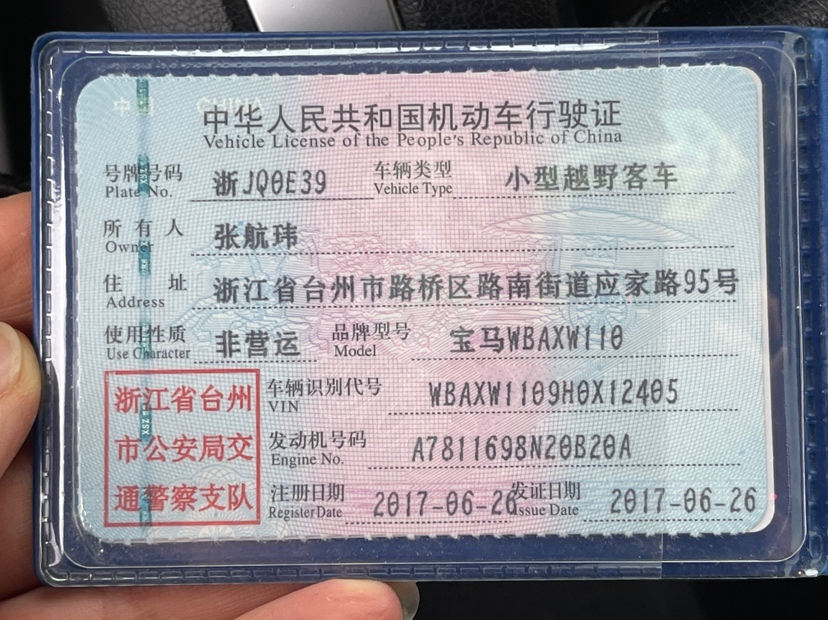 中国 CHINA
中华人民共和国机动车行驶证
Vehicle License of the People's Republic of China
号牌号码 浙JQ0E39 车辆类型 小型越野客车
Plate No. Vehicle Type
所有人 张航玮
Owner
住址 浙江省台州市路桥区路南街道应家路95号
Address
使用性质 非营运 品牌型号 宝马WBAXW110
Use Character Model
浙江省台州 车辆识别代号 WBAXW1109H0X12405
VIN
市公安局交 发动机号码 A7811698N20B20A
Engine No.
通警察支队 注册日期 2017-06-26 发证日期 2017-06-26
Register Date Issue Date